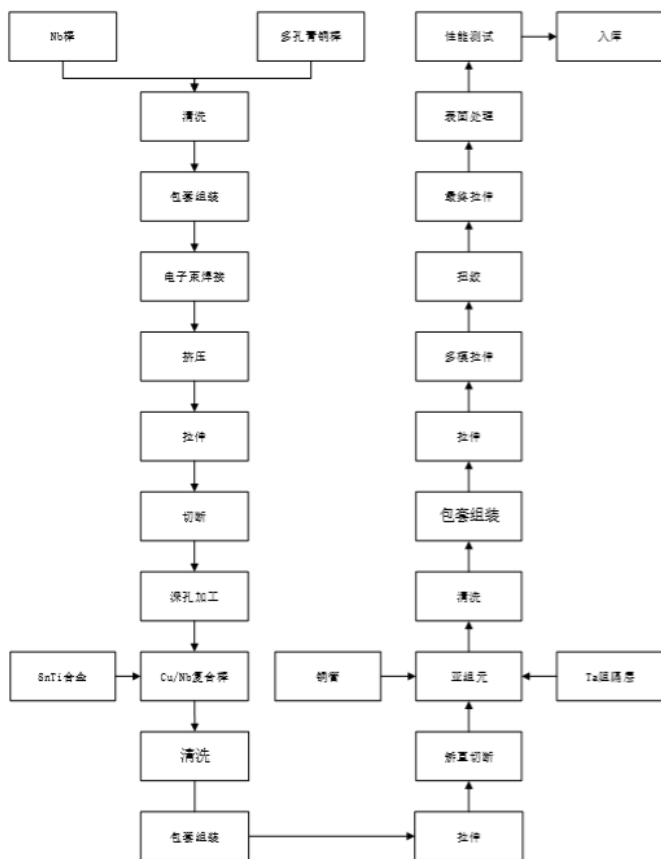 Nb棒
多孔青铜棒
清洗
包套组装
电子束焊接
挤压
拉伸
切断
深孔加工
SnTi合金
Cu/Nb复合棒
清洗
包套组装
拉伸
矫直切断
铜管
亚组元
Ta阻隔层
清洗
包套组装
拉伸
多模拉伸
扭绞
最终拉伸
表面处理
性能测试
入库